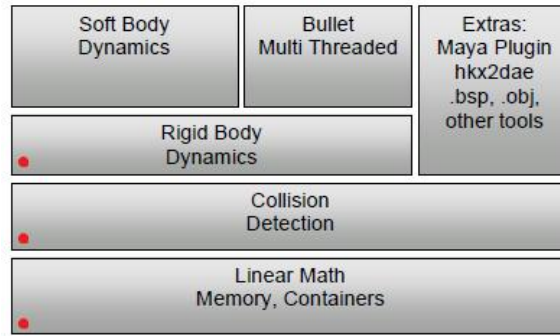 Soft Body
Dynamics
Bullet
Multi Threaded
Extras:
Maya Plugin
hkx2dae
.bsp, .obj,
other tools
Rigid Body
Dynamics
Collision
Detection
Linear Math
Memory, Containers